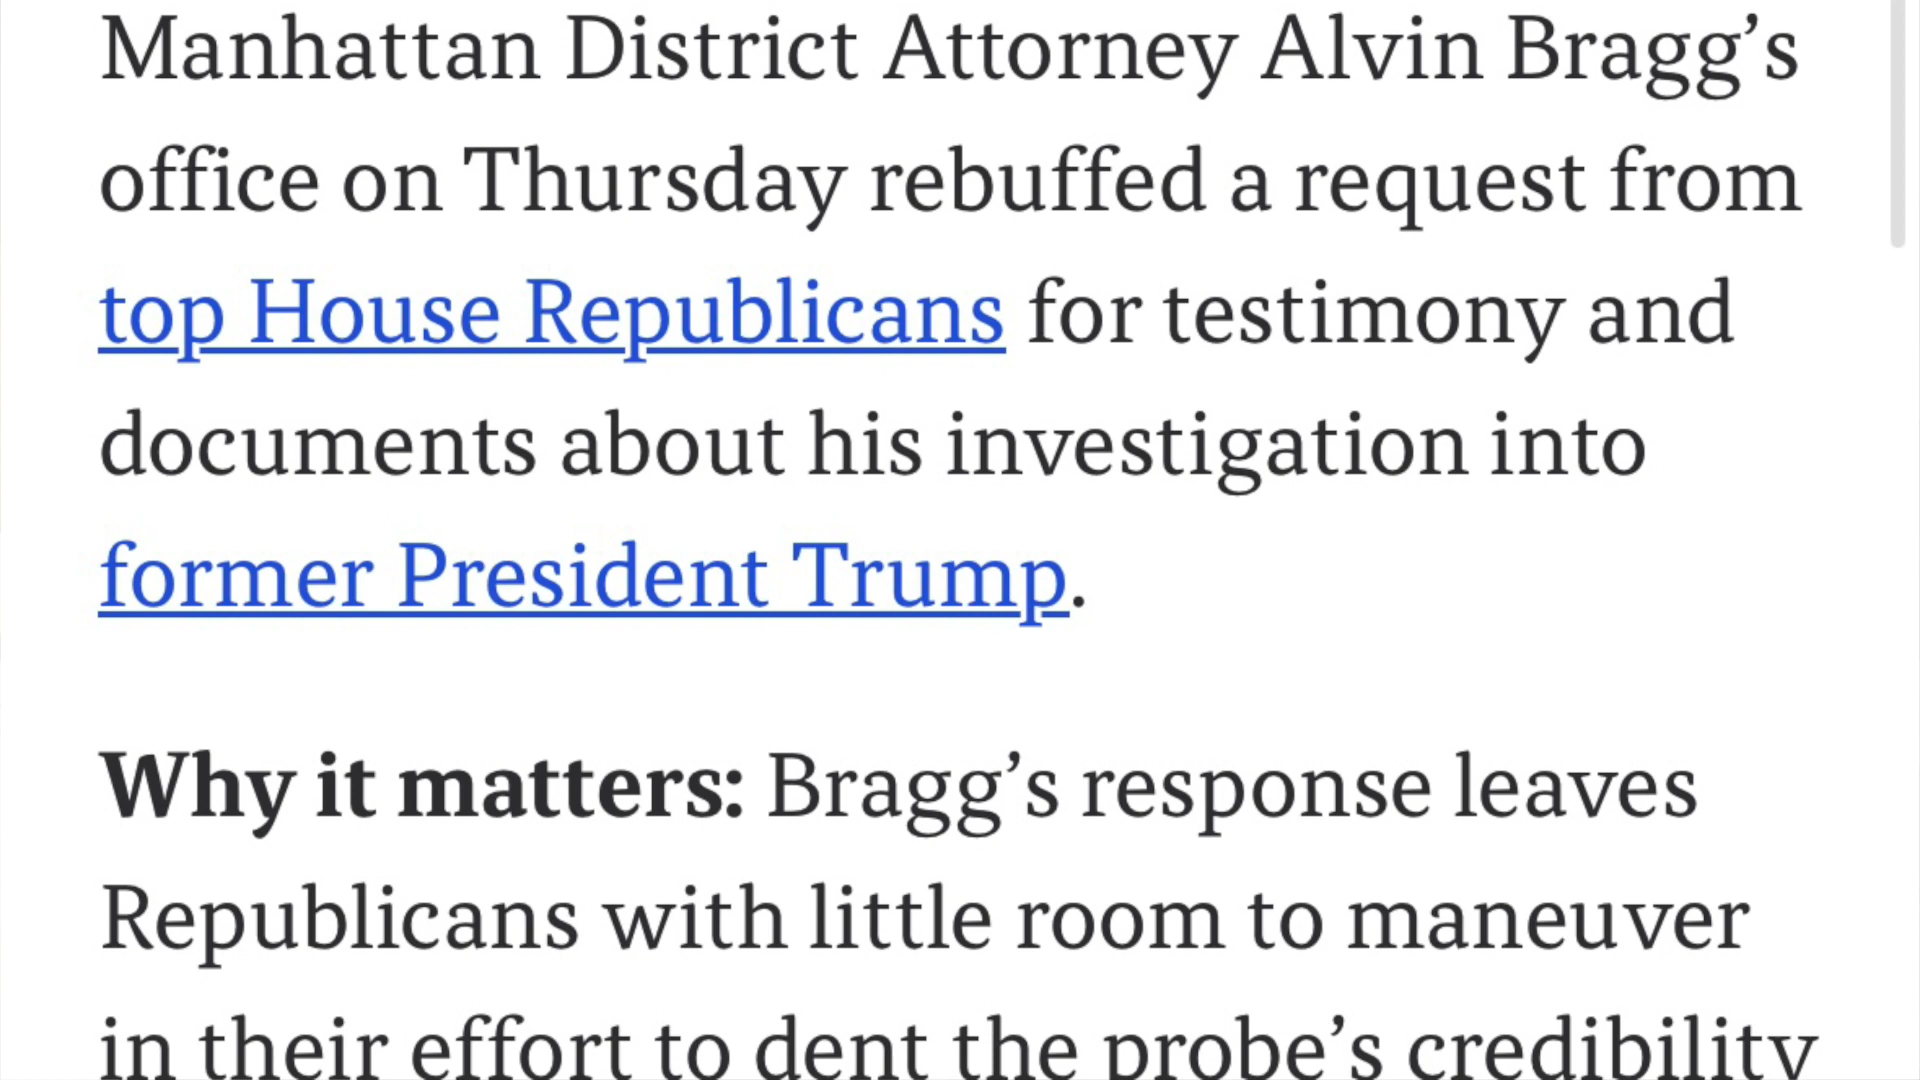 Manhattan District Attorney Alvin Bragg’s
office on Thursday rebuffed a request from
top House Republicans for testimony and
documents about his investigation into
former President Trump.
Why it matters: Bragg’s response leaves
Republicans with little room to maneuver
in their effort to dent the probe’s credibility